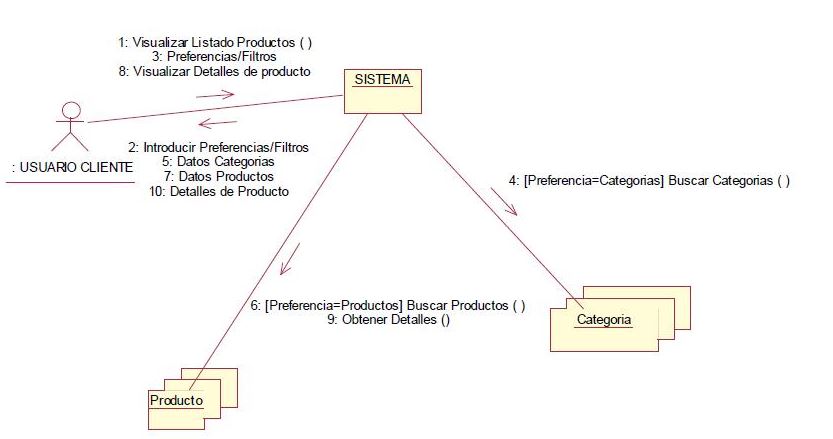 1: Visualizar Listado Productos ( )
3: Preferencias/Filtros
8: Visualizar Detalles de producto
SISTEMA
: USUARIO CLIENTE
2: Introducir Preferencias/Filtros
5: Datos Categorias
7: Datos Productos
10: Detalles de Producto
4: [Preferencia=Categorias] Buscar Categorias ( )
6: [Preferencia=Productos] Buscar Productos ( )
9: Obtener Detalles ()
Categoria
Producto